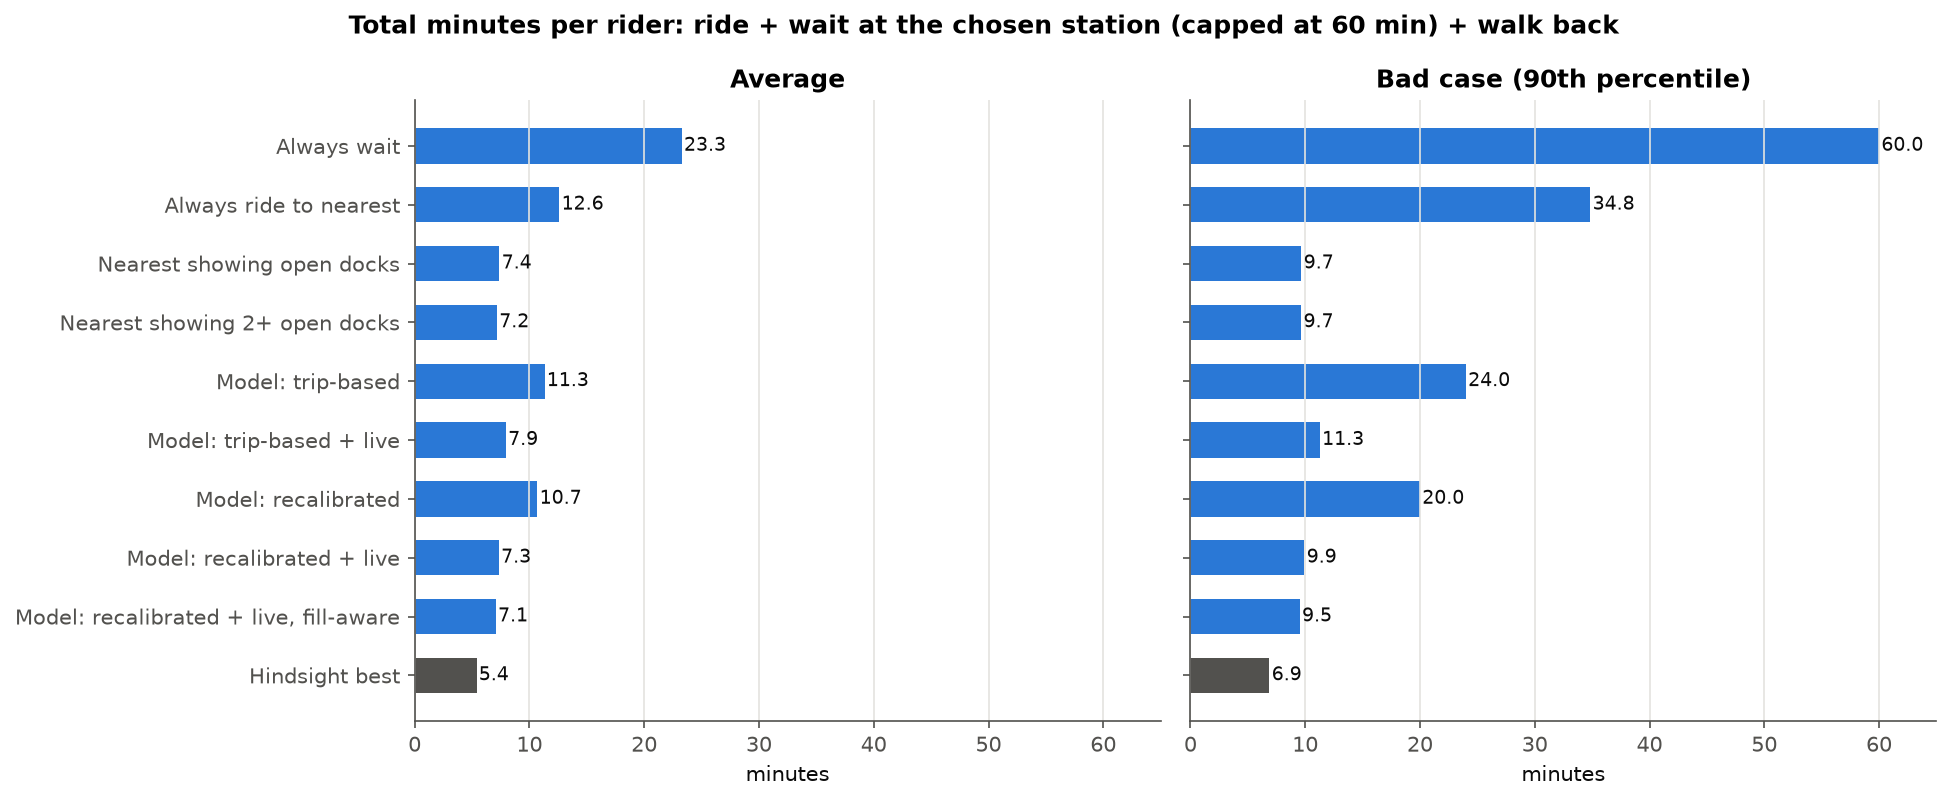 Total minutes per rider: ride + wait at the chosen station (capped at 60 min) + walk back
Average
Always wait 23.3
Always ride to nearest 12.6
Nearest showing open docks 7.4
Nearest showing 2+ open docks 7.2
Model: trip-based 11.3
Model: trip-based + live 7.9
Model: recalibrated 10.7
Model: recalibrated + live 7.3
Model: recalibrated + live, fill-aware 7.1
Hindsight best 5.4
0 10 20 30 40 50 60
minutes
Bad case (90th percentile)
60.0
34.8
9.7
9.7
24.0
11.3
20.0
9.9
9.5
6.9
0 10 20 30 40 50 60
minutes